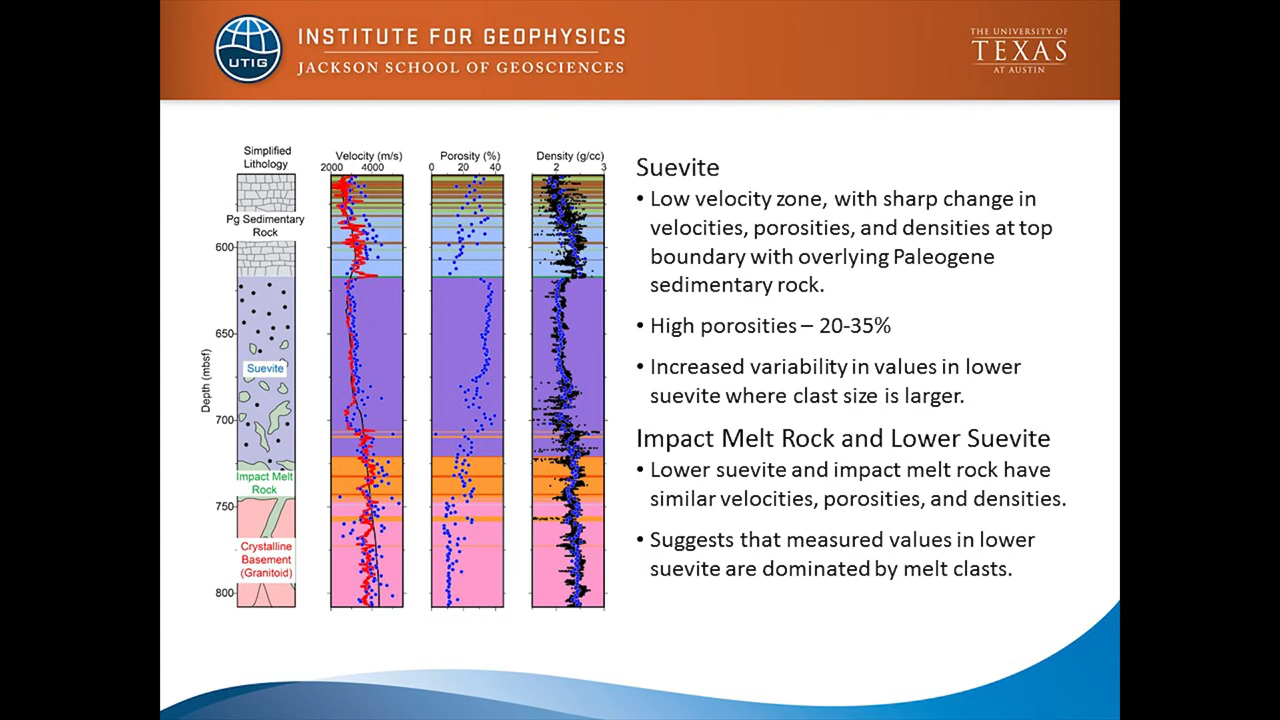 INSTITUTE FOR GEOPHYSICS
UTIG
JACKSON SCHOOL OF GEOSCIENCES
THE UNIVERSITY OF
TEXAS
AT AUSTIN
Simplified
Lithology
Velocity (m/s)
2000 4000
Porosity (%)
0 20 40
Density (g/cc)
2 3
Depth (mbsf)
600
650
700
750
800
Pg Sedimentary
Rock
Suevite
Impact Melt
Rock
Crystalline
Basement
(Granitoid)
Suevite
• Low velocity zone, with sharp change in
velocities, porosities, and densities at top
boundary with overlying Paleogene
sedimentary rock.
• High porosities – 20-35%
• Increased variability in values in lower
suevite where clast size is larger.
Impact Melt Rock and Lower Suevite
• Lower suevite and impact melt rock have
similar velocities, porosities, and densities.
• Suggests that measured values in lower
suevite are dominated by melt clasts.